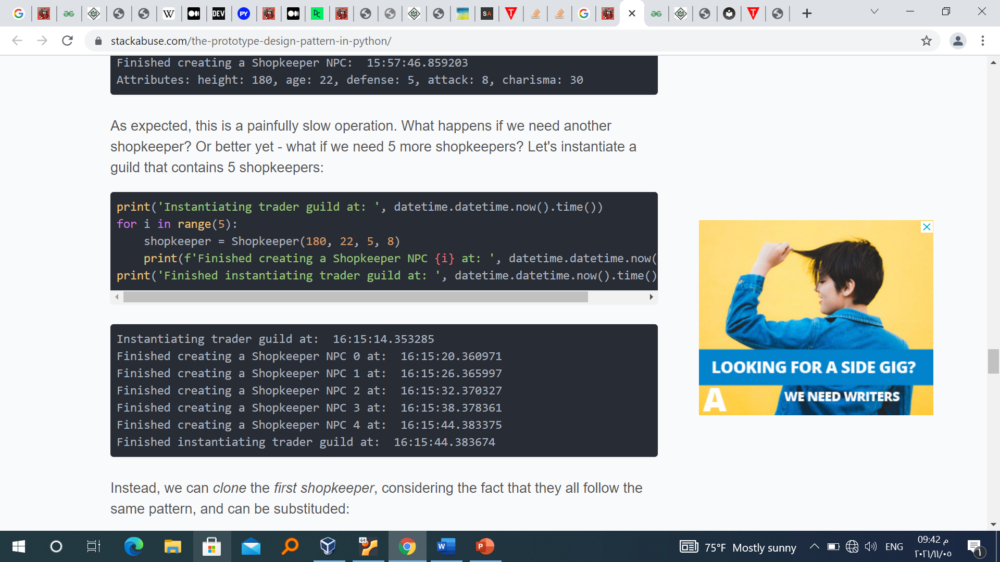 W
DEV
PY
SA
stackabuse.com/the-prototype-design-pattern-in-python/
Finished creating a Shopkeeper NPC:  15:57:46.859203
Attributes: height: 180, age: 22, defense: 5, attack: 8, charisma: 30
As expected, this is a painfully slow operation. What happens if we need another
shopkeeper? Or better yet - what if we need 5 more shopkeepers? Let's instantiate a
guild that contains 5 shopkeepers:
print('Instantiating trader guild at: ', datetime.datetime.now().time())
for i in range(5):
    shopkeeper = Shopkeeper(180, 22, 5, 8)
    print(f'Finished creating a Shopkeeper NPC {i} at: ', datetime.datetime.now(
print('Finished instantiating trader guild at: ', datetime.datetime.now().time()
Instantiating trader guild at:  16:15:14.353285
Finished creating a Shopkeeper NPC 0 at:  16:15:20.360971
Finished creating a Shopkeeper NPC 1 at:  16:15:26.365997
Finished creating a Shopkeeper NPC 2 at:  16:15:32.370327
Finished creating a Shopkeeper NPC 3 at:  16:15:38.378361
Finished creating a Shopkeeper NPC 4 at:  16:15:44.383375
Finished instantiating trader guild at:  16:15:44.383674
Instead, we can clone the first shopkeeper, considering the fact that they all follow the
same pattern, and can be substituded:
LOOKING FOR A SIDE GIG?
A
WE NEED WRITERS
64
W
P
75°F Mostly sunny
ENG
09:42 م
٢٠٢١/١١/٠٥
١